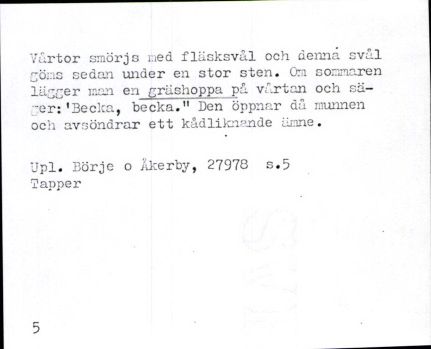 Vårtor smörjs med fläsksvål och denna svål
göms sedan under en stor sten. Om sommaren
lägger man en gräshoppa på vårtan och sä-
ger: 'Becka, becka." Den öppnar då munnen
och avsöndrar ett kådliknande ämne.
Upl. Börje o Åkerby, 27978 s.5
Tapper
5